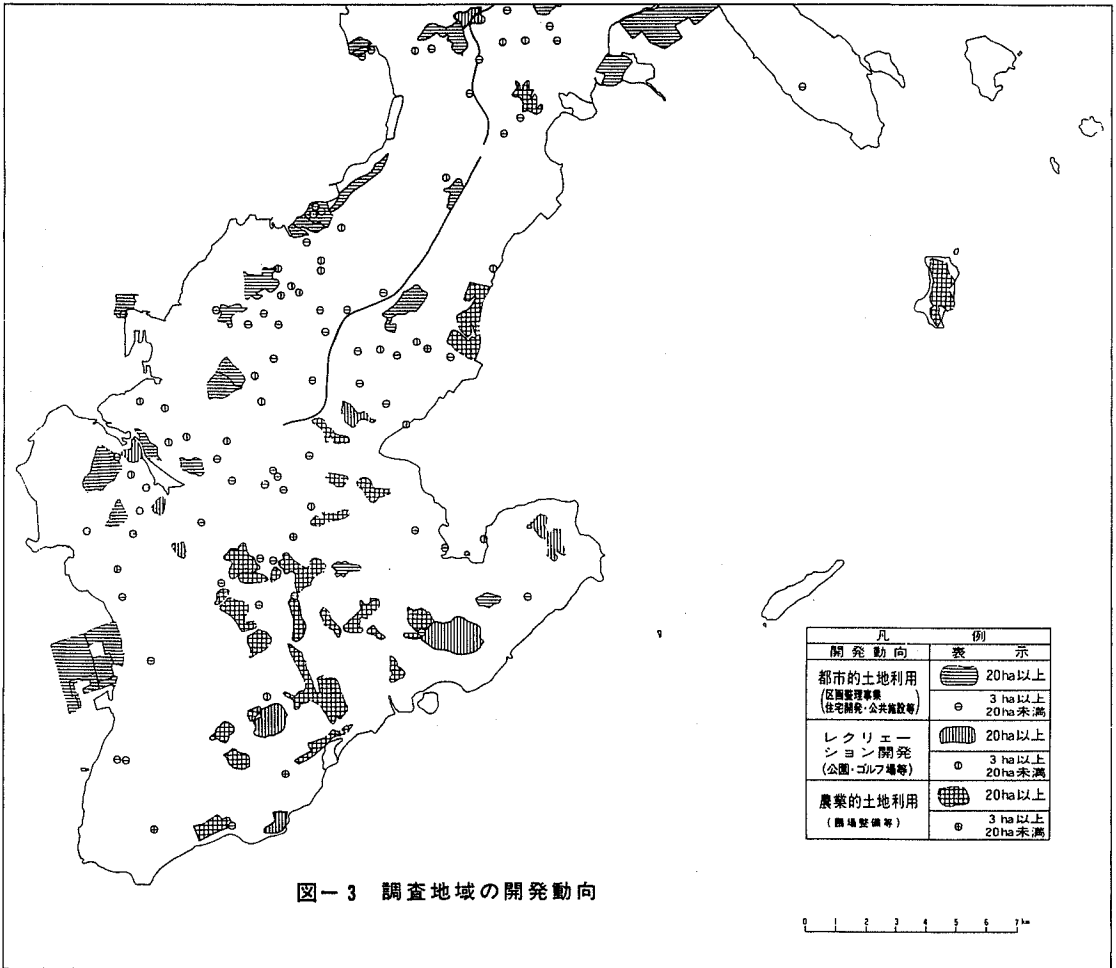 凡 例
開発動向 表 示
都市的土地利用
(区画整理事業
住宅開発・公共施設等)
20ha以上
3 ha以上
20ha未満
レクリエー
ション開発
(公園・ゴルフ場等)
20ha以上
3 ha以上
20ha未満
農業的土地利用
(圃場整備等)
20ha以上
3 ha以上
20ha未満
図－3 調査地域の開発動向
0 1 2 3 4 5 6 7 km